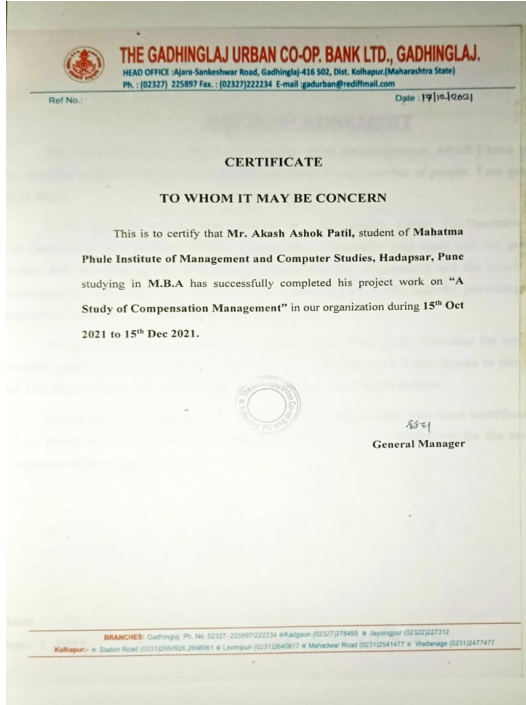 THE GADHINGLAJ URBAN CO-OP. BANK LTD., GADHINGLAJ.
HEAD OFFICE :Ajara-Sankeshwar Road, Gadhinglaj-416 502, Dist. Kolhapur.(Maharashtra State)
Ph. : (02327) 225897 Fax. : (02327)222234 E-mail :gadurban@rediffmail.com
Ref No.:
Date : 17/12/2021
CERTIFICATE
TO WHOM IT MAY BE CONCERN
This is to certify that Mr. Akash Ashok Patil, student of Mahatma
Phule Institute of Management and Computer Studies, Hadapsar, Pune
studying in M.B.A has successfully completed his project work on “A
Study of Compensation Management” in our organization during 15th Oct
2021 to 15th Dec 2021.
General Manager
BRANCHES: Gadhinglaj Ph. No. 02327- 225897/222234 Kadgaon (02327)278495 Jaysingpur (02322)227312
Kolhapur:- Station Road (0231)2650926,2666061 Laxmipuri (0231)2640617 Mahadwar Road (0231)2541477 Wadanage (0231)2477477